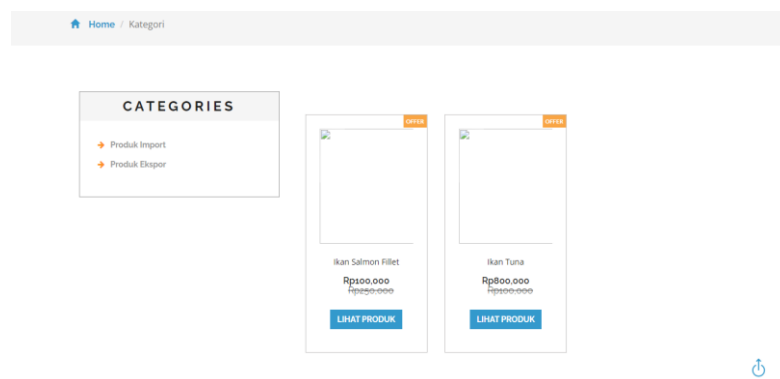 Home / Kategori
CATEGORIES
Produk Import
Produk Ekspor
OFFER
Ikan Salmon Fillet
Rp100,000
Rp250,000
LIHAT PRODUK
OFFER
Ikan Tuna
Rp800,000
Rp100,000
LIHAT PRODUK